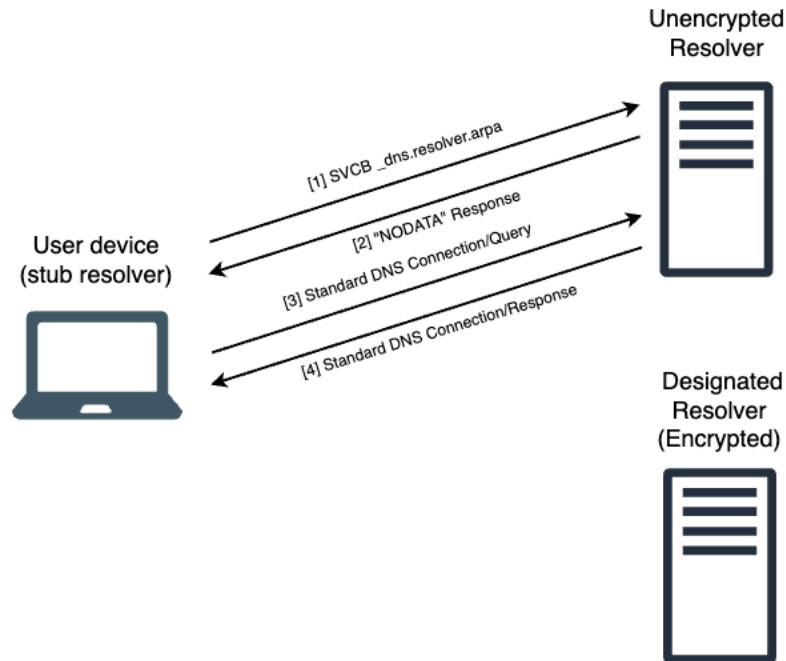 Unencrypted
Resolver
[1] SVCB _dns.resolver.arpa
[2] "NODATA" Response
[3] Standard DNS Connection/Query
[4] Standard DNS Connection/Response
User device
(stub resolver)
Designated
Resolver
(Encrypted)